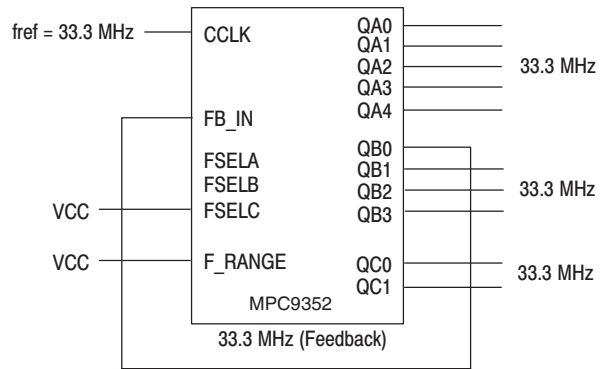 fref = 33.3 MHz
CCLK
FB_IN
FSELA
FSELB
VCC
FSELC
VCC
F_RANGE
MPC9352
QA0
QA1
QA2
QA3
QA4
33.3 MHz
QB0
QB1
QB2
QB3
33.3 MHz
QC0
QC1
33.3 MHz
33.3 MHz (Feedback)